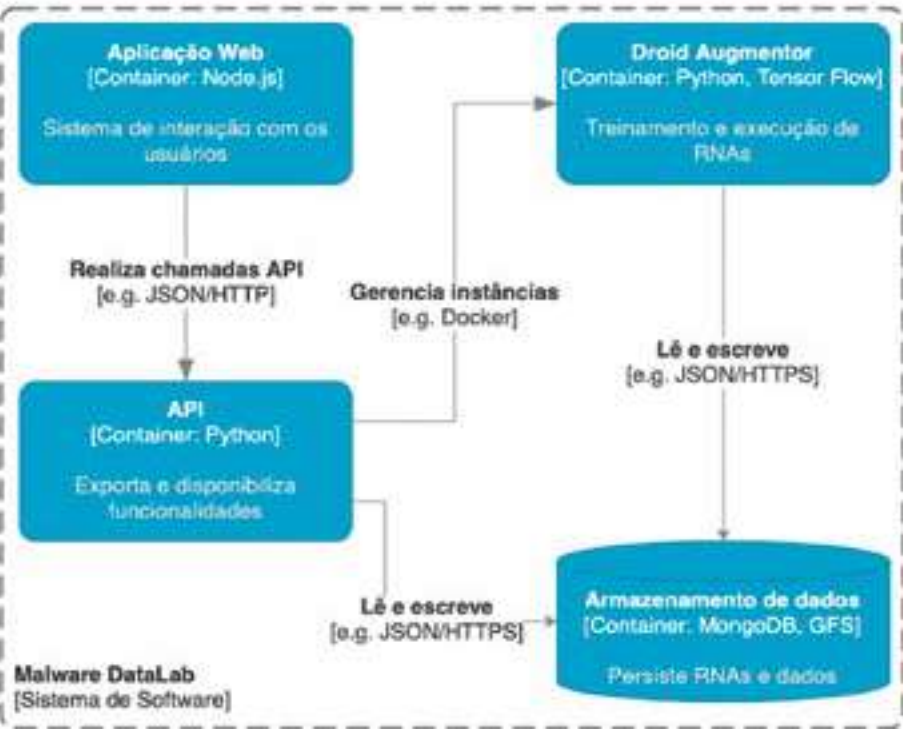 Aplicação Web
[Container: Node.js]
Sistema de interação com os
usuários
Droid Augmentor
[Container: Python, Tensor Flow]
Treinamento e execução de
RNAs
Realiza chamadas API
[e.g. JSON/HTTP]
Gerencia instâncias
[e.g. Docker]
Lê e escreve
[e.g. JSON/HTTPS]
API
[Container: Python]
Exporta e disponibiliza
funcionalidades
Lê e escreve
[e.g. JSON/HTTPS]
Armazenamento de dados
[Container: MongoDB, GFS]
Persiste RNAs e dados
Malware DataLab
[Sistema de Software]